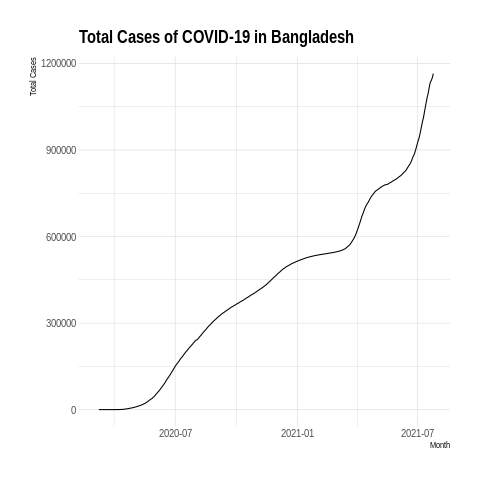 Total Cases of COVID-19 in Bangladesh
Total Cases
1200000
900000
600000
300000
0
2020-07 2021-01 2021-07
Month